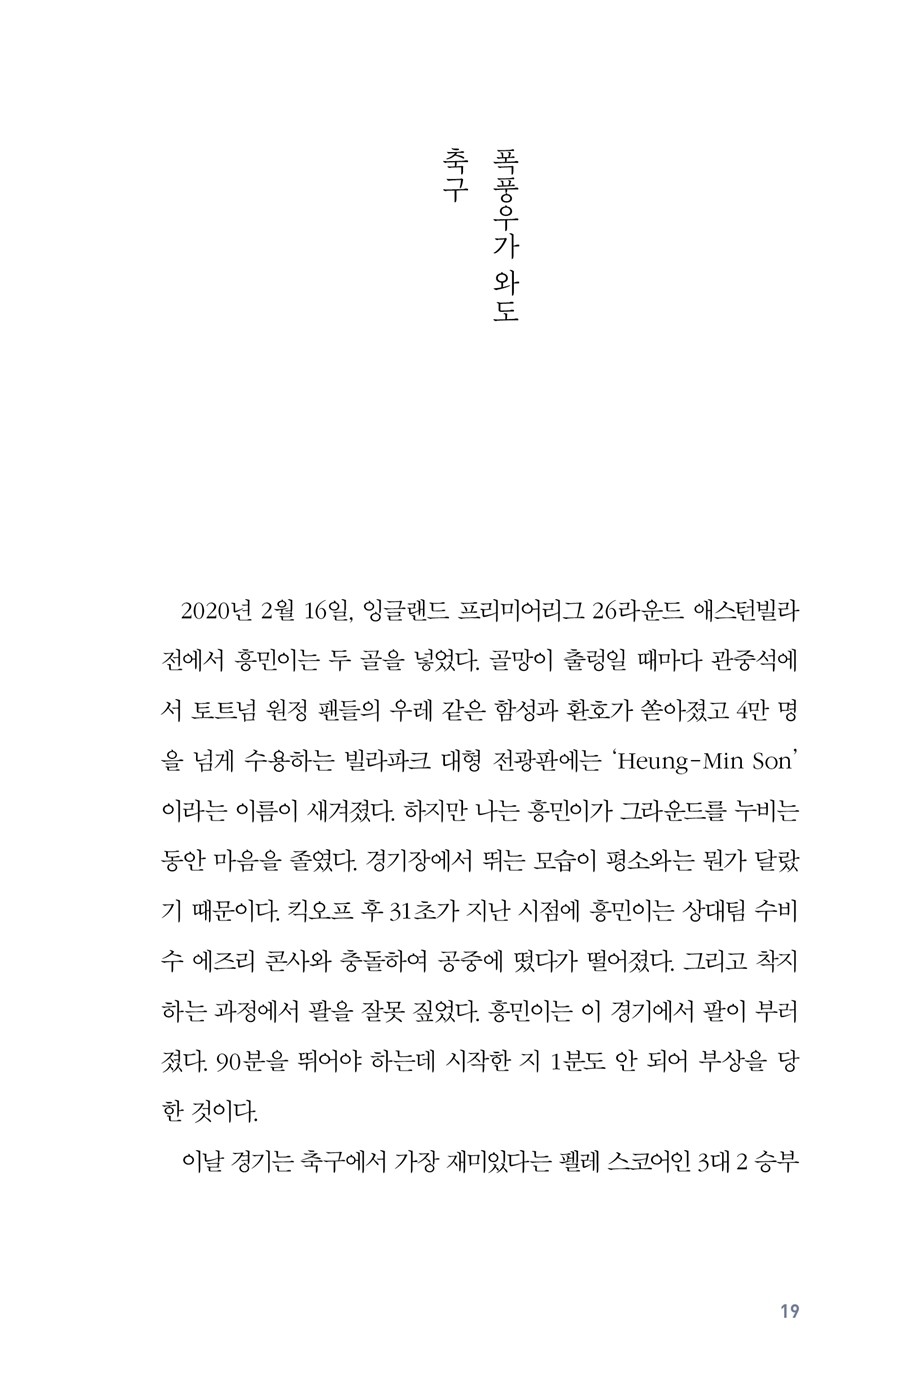 폭풍우가 와도
축구
2020년 2월 16일, 잉글랜드 프리미어리그 26라운드 애스턴빌라
전에서 흥민이는 두 골을 넣었다. 골망이 출렁일 때마다 관중석에
서 토트넘 원정 팬들의 우레 같은 함성과 환호가 쏟아졌고 4만 명
을 넘게 수용하는 빌라파크 대형 전광판에는 ‘Heung-Min Son’
이라는 이름이 새겨졌다. 하지만 나는 흥민이가 그라운드를 누비는
동안 마음을 졸였다. 경기장에서 뛰는 모습이 평소와는 뭔가 달랐
기 때문이다. 킥오프 후 31초가 지난 시점에 흥민이는 상대팀 수비
수 에즈리 콘사와 충돌하여 공중에 떴다가 떨어졌다. 그리고 착지
하는 과정에서 팔을 잘못 짚었다. 흥민이는 이 경기에서 팔이 부러
졌다. 90분을 뛰어야 하는데 시작한 지 1분도 안 되어 부상을 당
한 것이다.
이날 경기는 축구에서 가장 재미있다는 펠레 스코어인 3대 2 승부
19